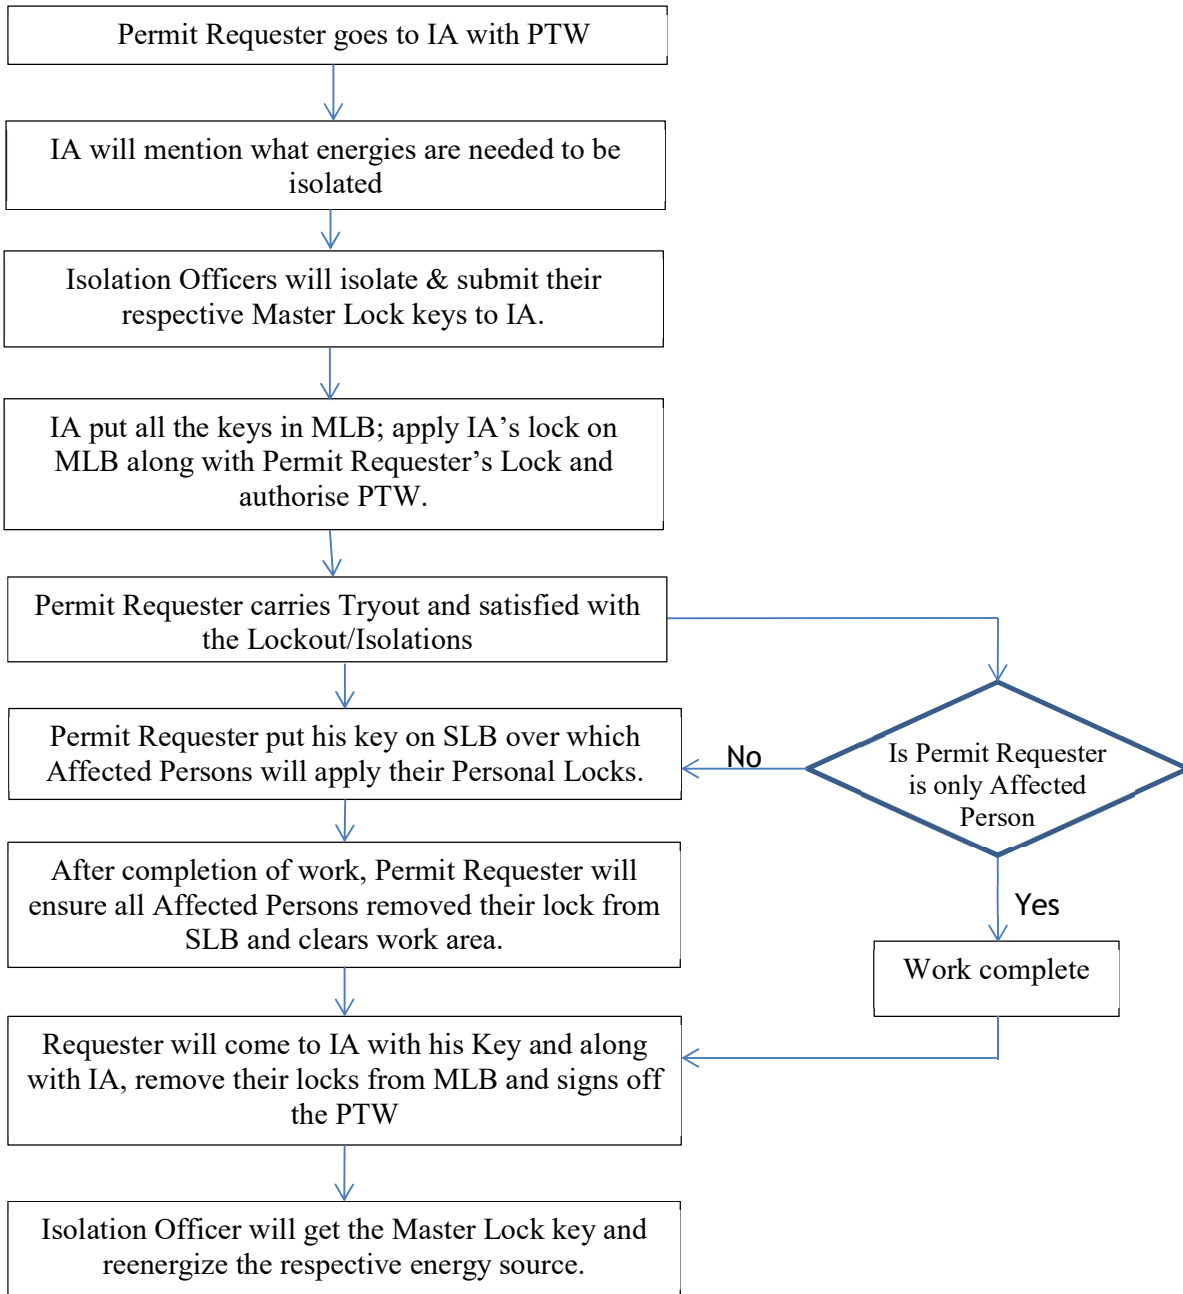 Permit Requester goes to IA with PTW
IA will mention what energies are needed to be
isolated
Isolation Officers will isolate & submit their
respective Master Lock keys to IA.
IA put all the keys in MLB; apply IA’s lock on
MLB along with Permit Requester’s Lock and
authorise PTW.
Permit Requester carries Tryout and satisfied with
the Lockout/Isolations
Is Permit Requester
is only Affected
Person
No
Yes
Permit Requester put his key on SLB over which
Affected Persons will apply their Personal Locks.
After completion of work, Permit Requester will
ensure all Affected Persons removed their lock from
SLB and clears work area.
Work complete
Requester will come to IA with his Key and along
with IA, remove their locks from MLB and signs off
the PTW
Isolation Officer will get the Master Lock key and
reenergize the respective energy source.